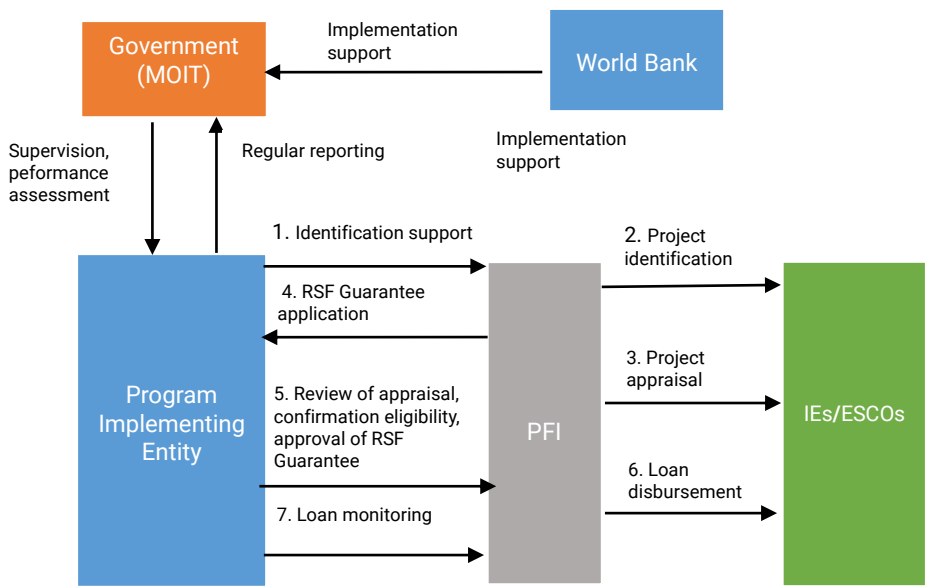 Government
(MOIT)
Implementation
support
World Bank
Supervision,
peformance
assessment
Regular reporting
Implementation
support
1. Identification support
2. Project
identification
4. RSF Guarantee
application
3. Project
appraisal
Program
Implementing
Entity
5. Review of appraisal,
confirmation eligibility,
approval of RSF
Guarantee
PFI
IEs/ESCOs
6. Loan
disbursement
7. Loan monitoring